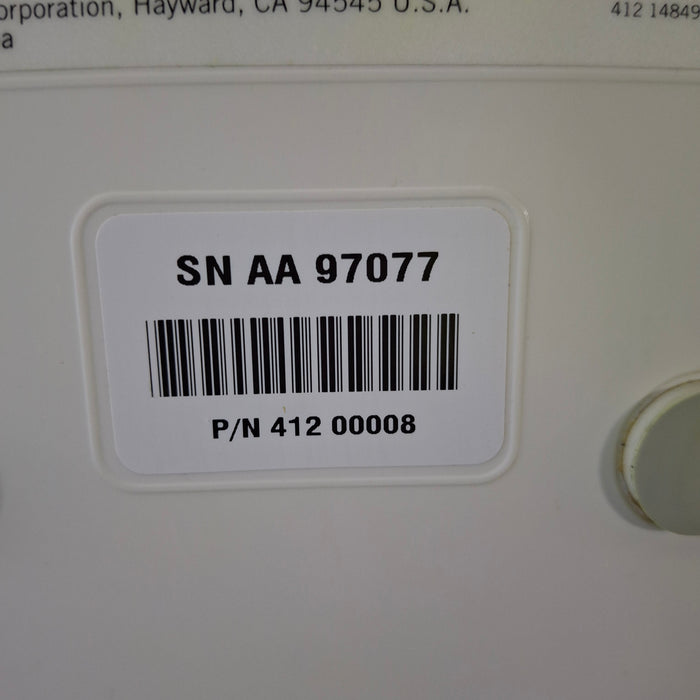 orporation, Hayward, CA 94545 U.S.A.
412 14849
a
SN AA 97077
P/N 412 00008